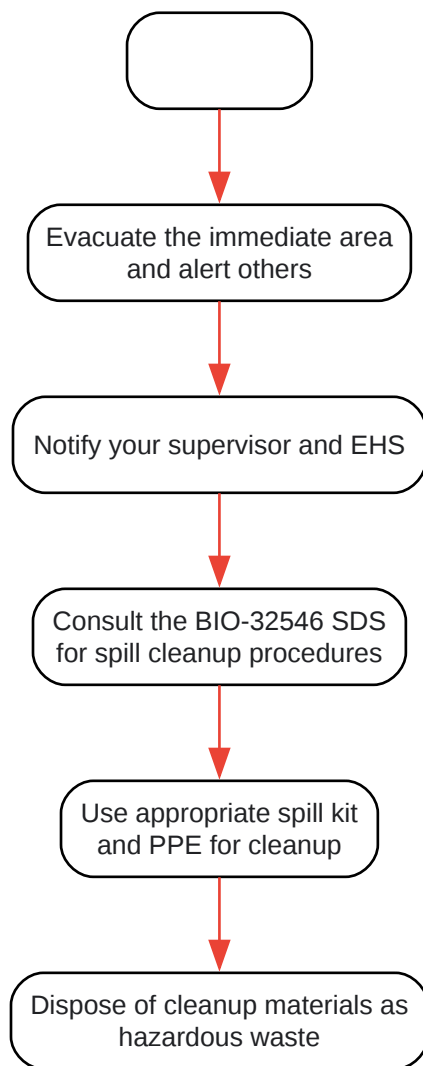 Evacuate the immediate area
and alert others
Notify your supervisor and EHS
Consult the BIO-32546 SDS
for spill cleanup procedures
Use appropriate spill kit
and PPE for cleanup
Dispose of cleanup materials as
hazardous waste